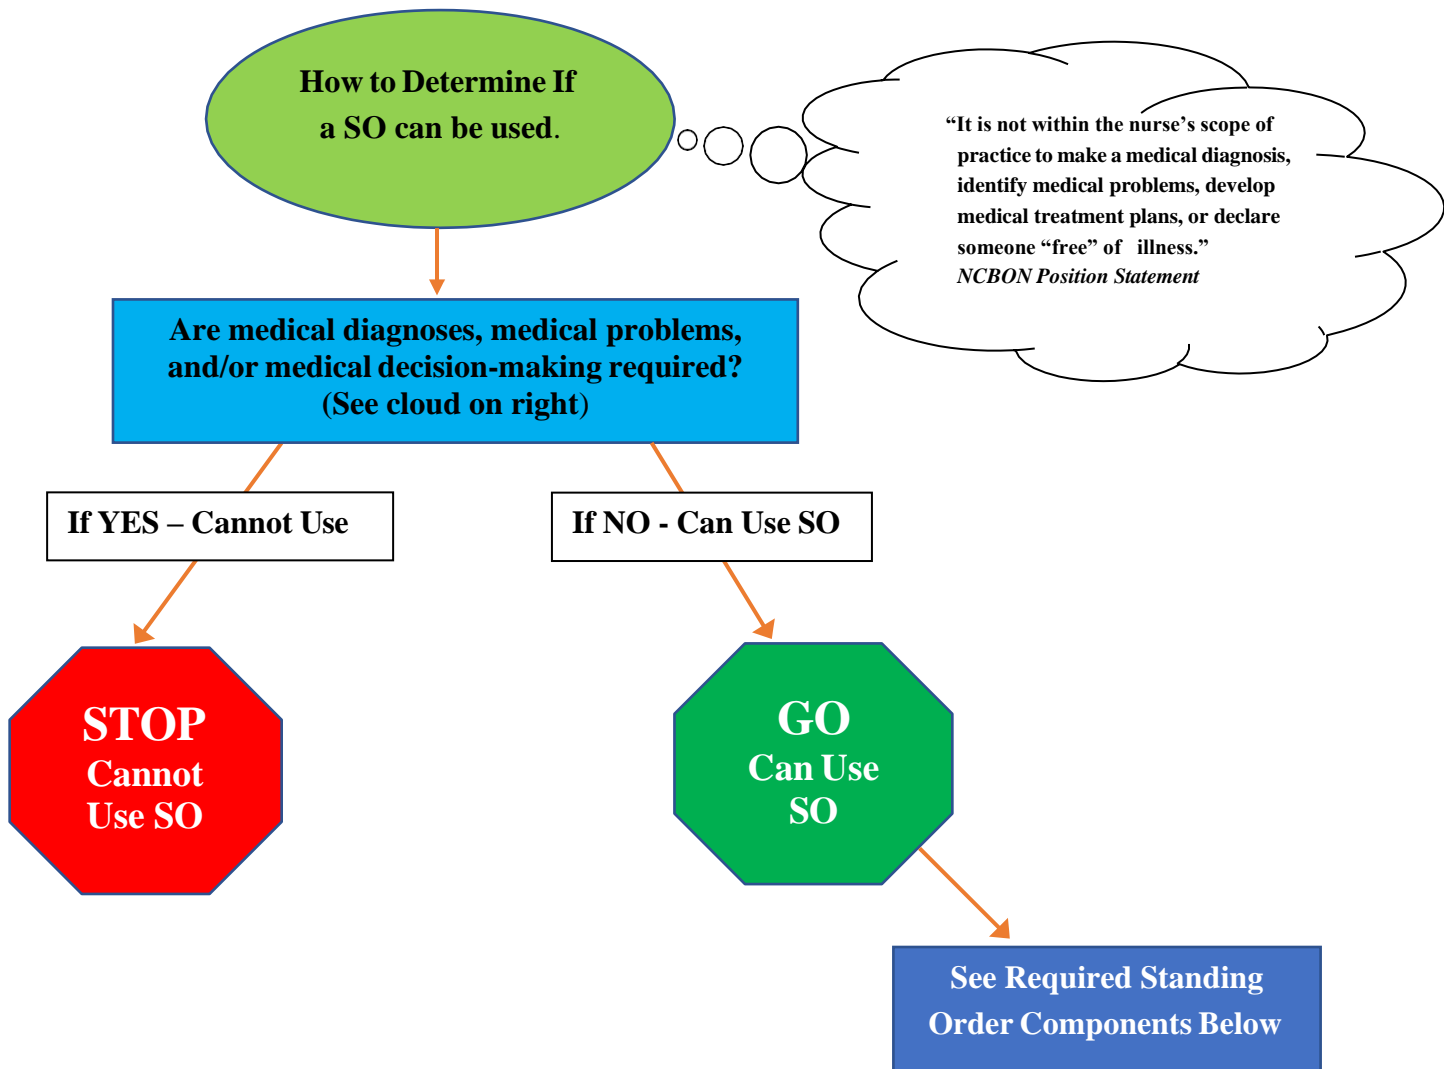 How to Determine If
a SO can be used.
“It is not within the nurse’s scope of
practice to make a medical diagnosis,
identify medical problems, develop
medical treatment plans, or declare
someone “free” of illness.”
NCBON Position Statement
Are medical diagnoses, medical problems,
and/or medical decision-making required?
(See cloud on right)
If YES – Cannot Use
If NO - Can Use SO
STOP
Cannot
Use SO
GO
Can Use
SO
See Required Standing
Order Components Below